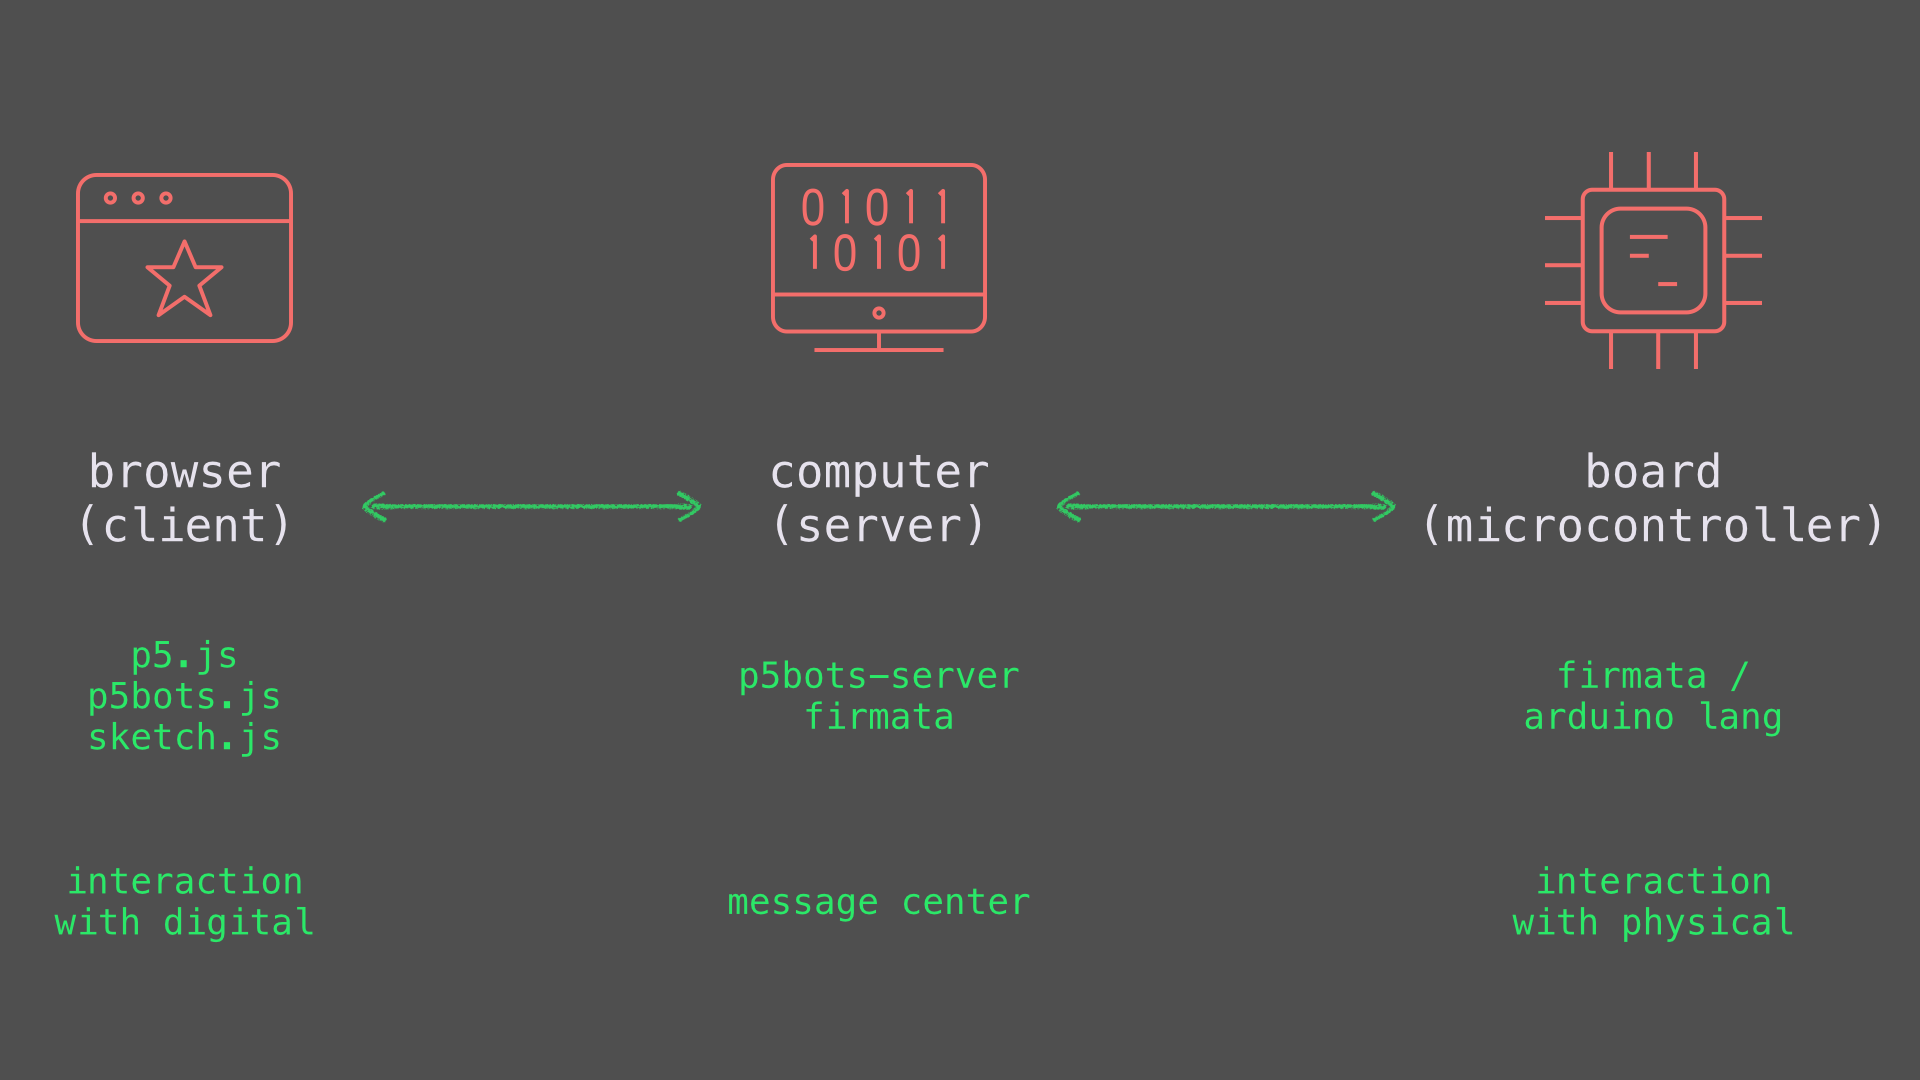 01011
10101
browser
(client)
computer
(server)
board
(microcontroller)
p5.js
p5bots.js
sketch.js
p5bots-server
firmata
firmata /
arduino lang
interaction
with digital
message center
interaction
with physical